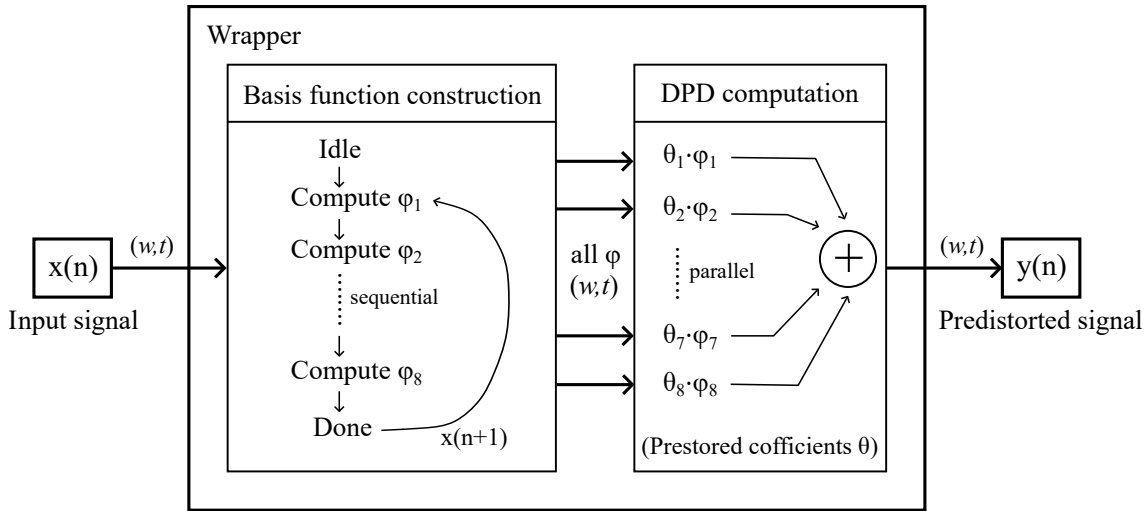 Wrapper
Basis function construction
Idle
Compute φ₁
Compute φ₂
sequential
Compute φ₈
Done
x(n+1)
all φ
(w,t)
DPD computation
θ₁·φ₁
θ₂·φ₂
parallel
θ₇·φ₇
θ₈·φ₈
+
(Prestored cofficients θ)
x(n)
(w,t)
Input signal
(w,t)
y(n)
Predistorted signal